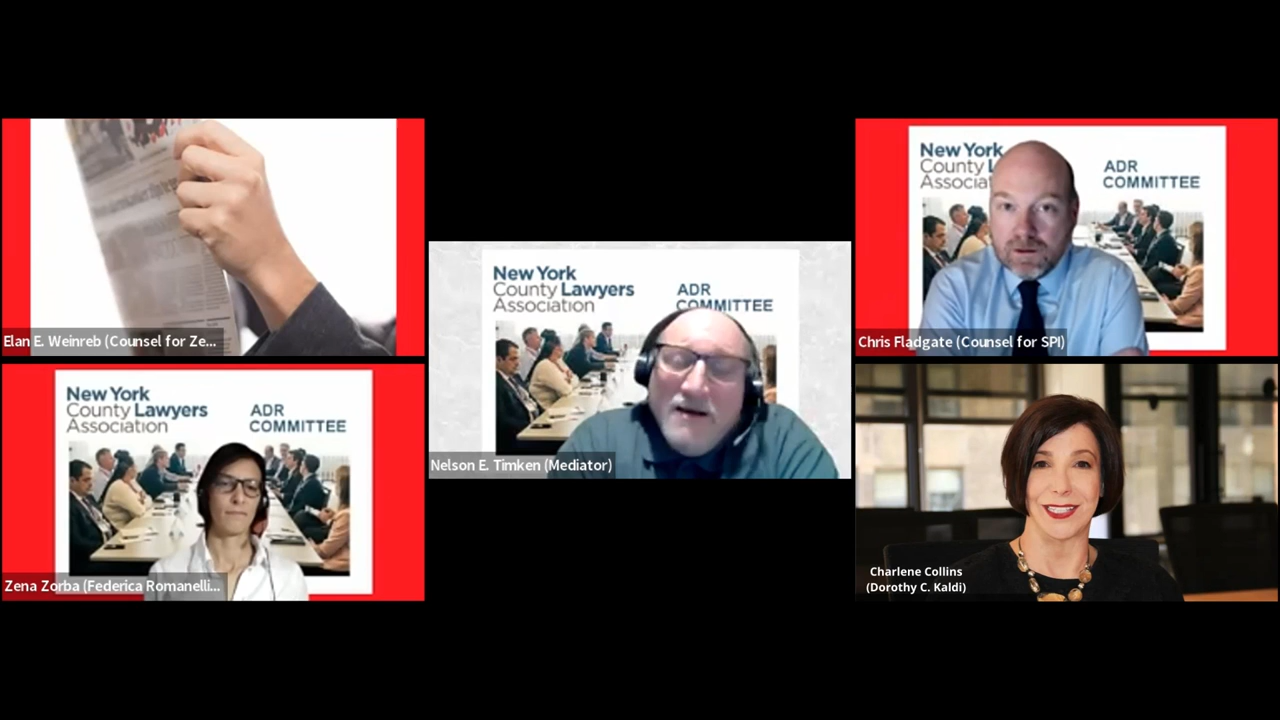 Elan E. Weinreb (Counsel for Ze...
New York
County Lawyers
Association
ADR
COMMITTEE
Zena Zorba (Federica Romanelli...
New York
County Lawyers
Association
ADR
COMMITTEE
Nelson E. Timken (Mediator)
New York
County L
Associat
ADR
COMMITTEE
Chris Fladgate (Counsel for SPI)
Charlene Collins
(Dorothy C. Kaldi)